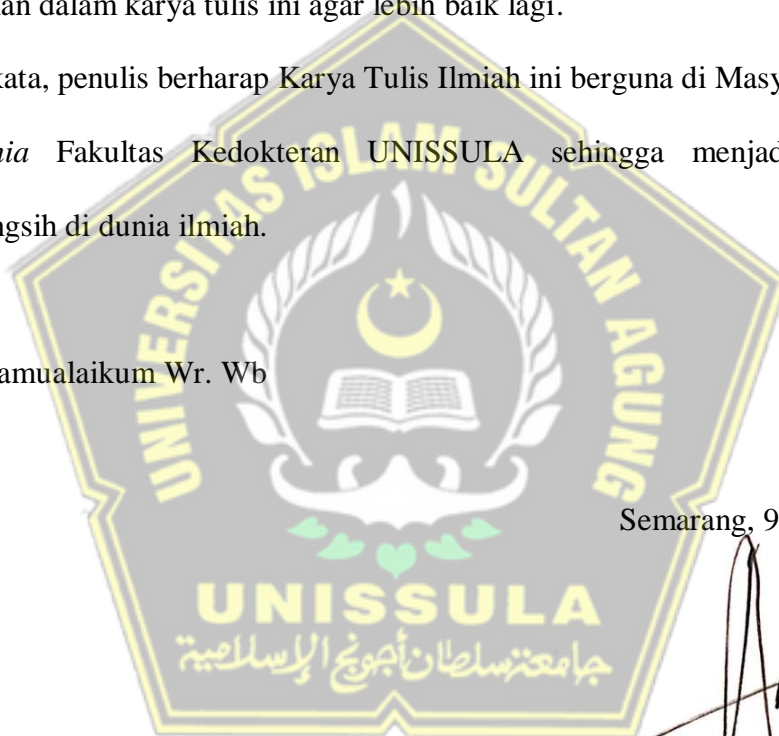 an dalam karya tulis ini agar lebih baik lagi.
kata, penulis berharap Karya Tulis Ilmiah ini berguna di Masy
nia Fakultas Kedokteran UNISSULA sehingga menjad
ngsih di dunia ilmiah.
amualaikum Wr. Wb
Semarang, 9
UNIVERSITAS ISLAM SULTAN AGUNG
UNISSULA
جامعتنسلطان أجونج الإسلامية